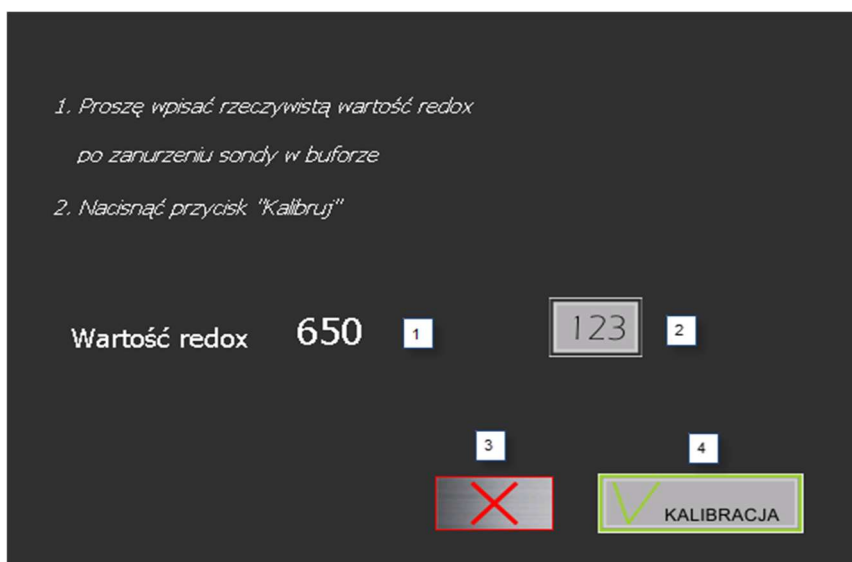 1. Proszę wpisać rzeczywistą wartość redox
po zanurzeniu sondy w buforze
2. Nacisnąć przycisk "Kalibruj"
Wartość redox 650 1 123 2
3 4
KALIBRACJA